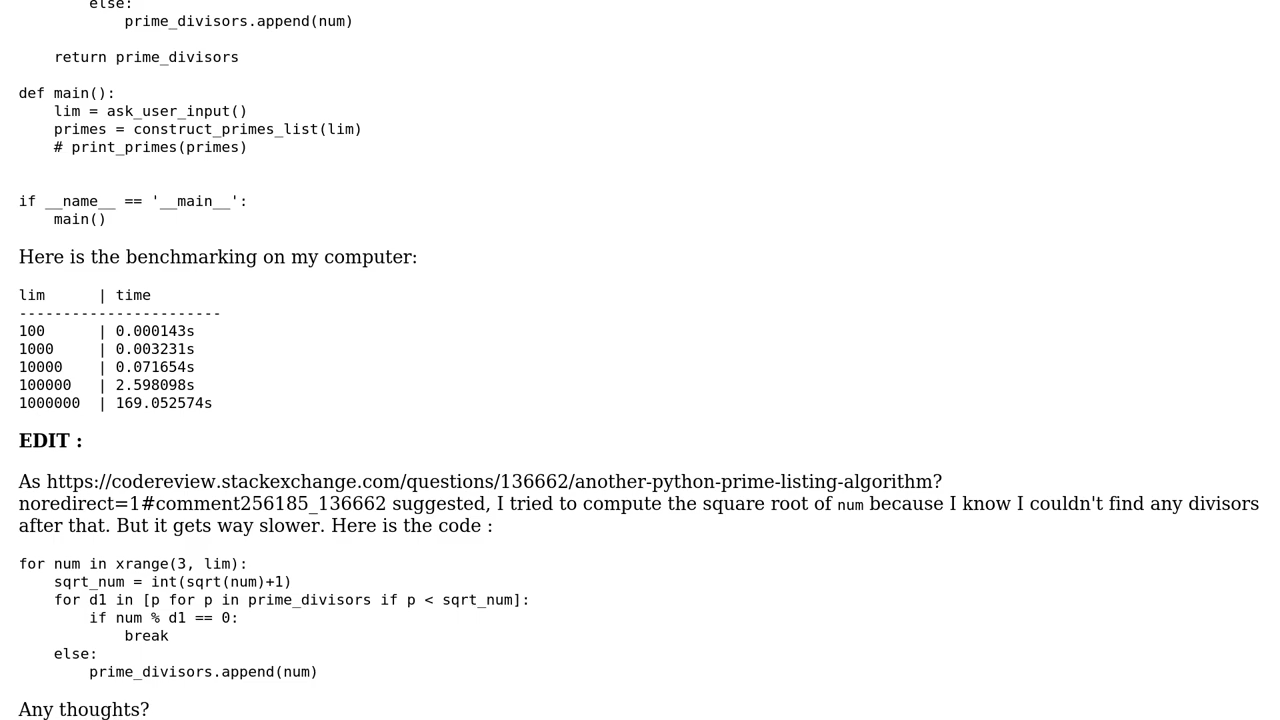 else:
            prime_divisors.append(num)

    return prime_divisors

def main():
    lim = ask_user_input()
    primes = construct_primes_list(lim)
    # print_primes(primes)

if __name__ == '__main__':
    main()
Here is the benchmarking on my computer:
lim      | time
-----------------------
100      | 0.000143s
1000     | 0.003231s
10000    | 0.071654s
100000   | 2.598098s
1000000  | 169.052574s
EDIT :
As https://codereview.stackexchange.com/questions/136662/another-python-prime-listing-algorithm?
noredirect=1#comment256185_136662 suggested, I tried to compute the square root of num because I know I couldn't find any divisors
after that. But it gets way slower. Here is the code :
for num in xrange(3, lim):
    sqrt_num = int(sqrt(num)+1)
    for d1 in [p for p in prime_divisors if p < sqrt_num]:
        if num % d1 == 0:
            break
    else:
        prime_divisors.append(num)
Any thoughts?